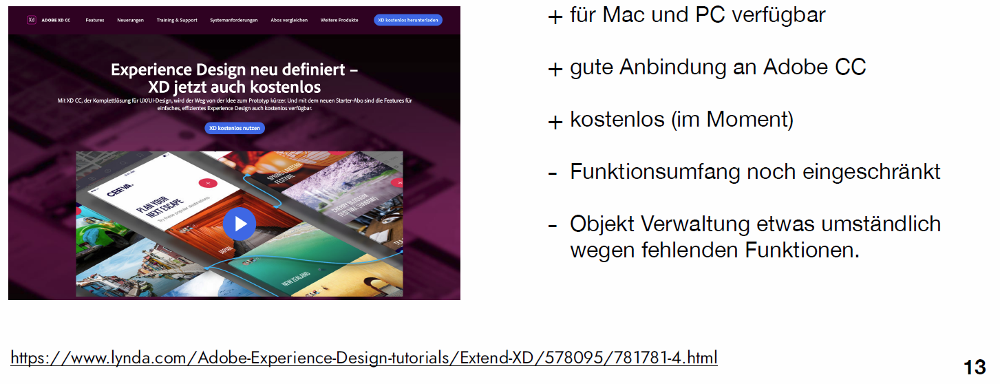 Xd ADOBE XD CC Features Neuerungen Training & Support Systemanforderungen Abos vergleichen Weitere Produkte XD kostenlos herunterladen
Experience Design neu definiert –
XD jetzt auch kostenlos
Mit XD CC, der Komplettlösung für UX/UI-Design, wird der Weg von der Idee zum Prototyp kürzer. Und mit dem neuen Starter-Abo sind die Features für
einfaches, effizientes Experience Design auch kostenlos verfügbar.
XD kostenlos nutzen
CEEVA.
PLAN YOUR
NEXT ESCAPE
Try these popular destinations
SPRING LANTERN
FESTIVAL
CHERRY BLOSSOM
FESTIVAL (HANAMI)
JAPAN
NEW ZEALAND
+ für Mac und PC verfügbar
+ gute Anbindung an Adobe CC
+ kostenlos (im Moment)
- Funktionsumfang noch eingeschränkt
- Objekt Verwaltung etwas umständlich
wegen fehlenden Funktionen.
https://www.lynda.com/Adobe-Experience-Design-tutorials/Extend-XD/578095/781781-4.html
13